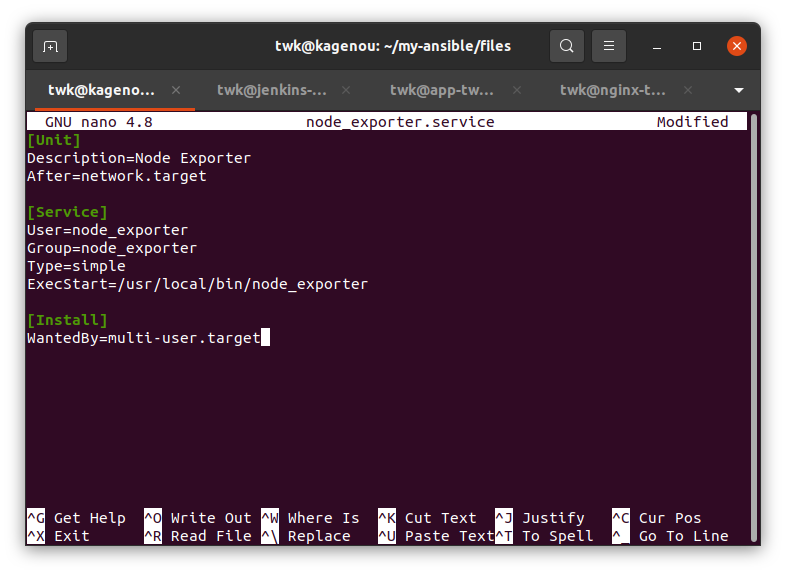 twk@kagenou: ~/my-ansible/files
twk@kageno... twk@jenkins-... twk@app-tw... twk@nginx-t...
GNU nano 4.8 node_exporter.service Modified
[Unit]
Description=Node Exporter
After=network.target
[Service]
User=node_exporter
Group=node_exporter
Type=simple
ExecStart=/usr/local/bin/node_exporter
[Install]
WantedBy=multi-user.target
^G Get Help ^O Write Out ^W Where Is ^K Cut Text ^J Justify ^C Cur Pos
^X Exit ^R Read File ^\ Replace ^U Paste Text ^T To Spell ^_ Go To Line